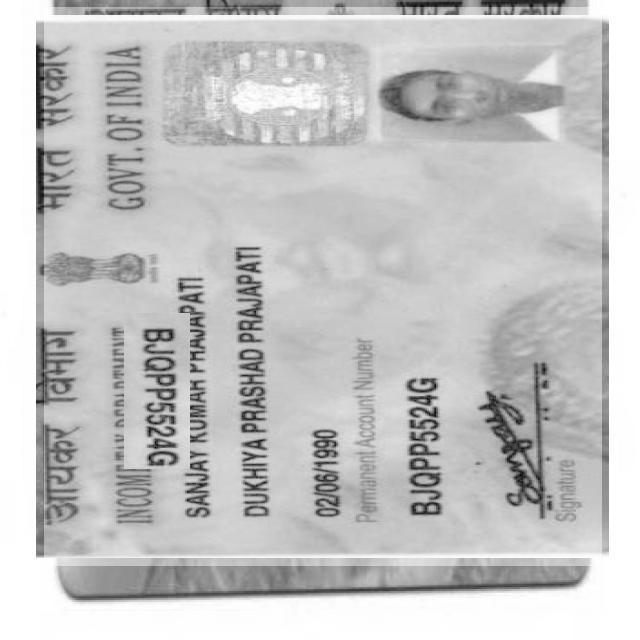 आयकर विभाग
भारत सरकार
INCOME TAX DEPARTMENT
GOVT. OF INDIA
BJQPP5524G
SANJAY KUMAR PRAJAPATI
DUKHIYA PRASHAD PRAJAPATI
02/06/1990
Permanent Account Number
BJQPP5524G
Sanjay
Signature